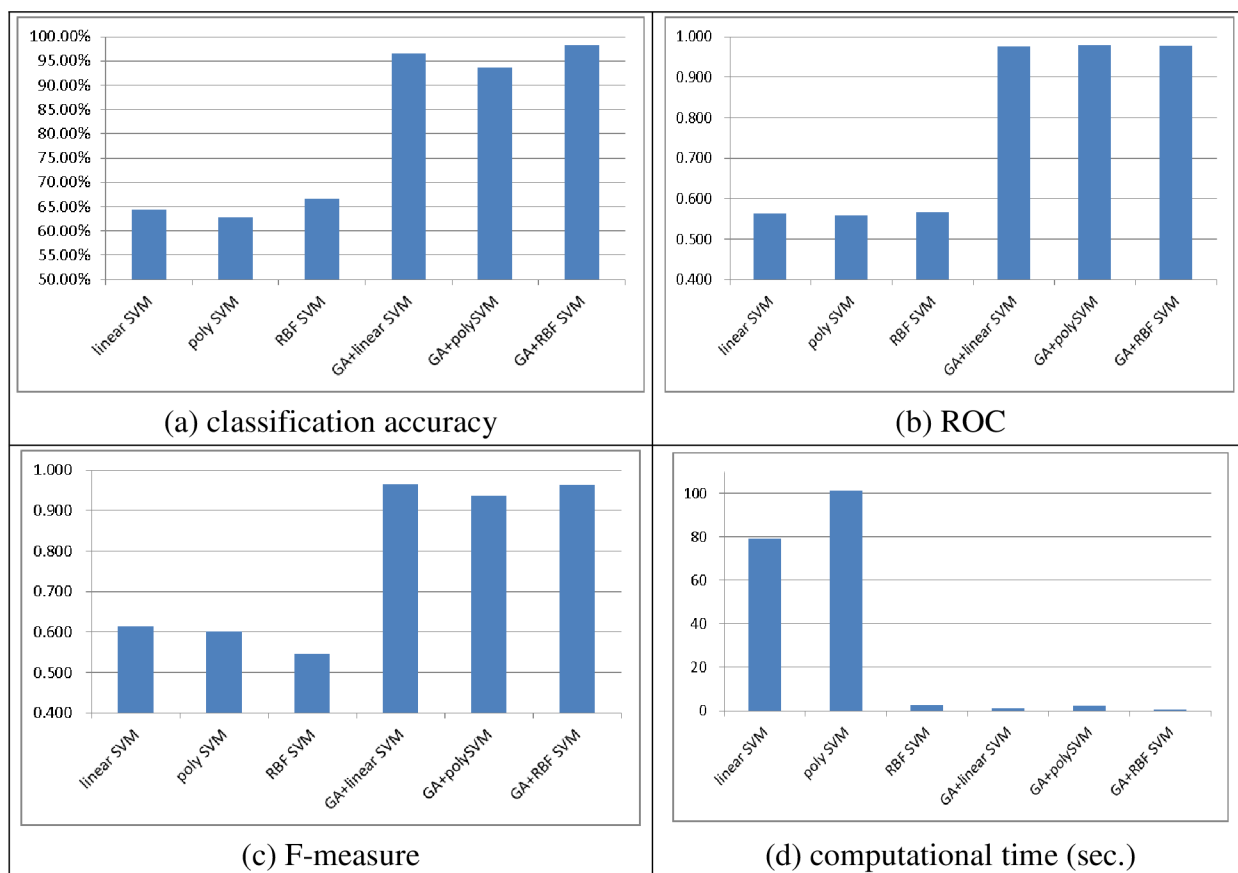 100.00%
95.00%
90.00%
85.00%
80.00%
75.00%
70.00%
65.00%
60.00%
55.00%
50.00%
linear SVM
poly SVM
RBF SVM
GA+linear SVM
GA+polySVM
GA+RBF SVM
(a) classification accuracy
1.000
0.900
0.800
0.700
0.600
0.500
0.400
linear SVM
poly SVM
RBF SVM
GA+linear SVM
GA+polySVM
GA+RBF SVM
(b) ROC
1.000
0.900
0.800
0.700
0.600
0.500
0.400
linear SVM
poly SVM
RBF SVM
GA+linear SVM
GA+polySVM
GA+RBF SVM
(c) F-measure
100
80
60
40
20
0
linear SVM
poly SVM
RBF SVM
GA+linear SVM
GA+polySVM
GA+RBF SVM
(d) computational time (sec.)